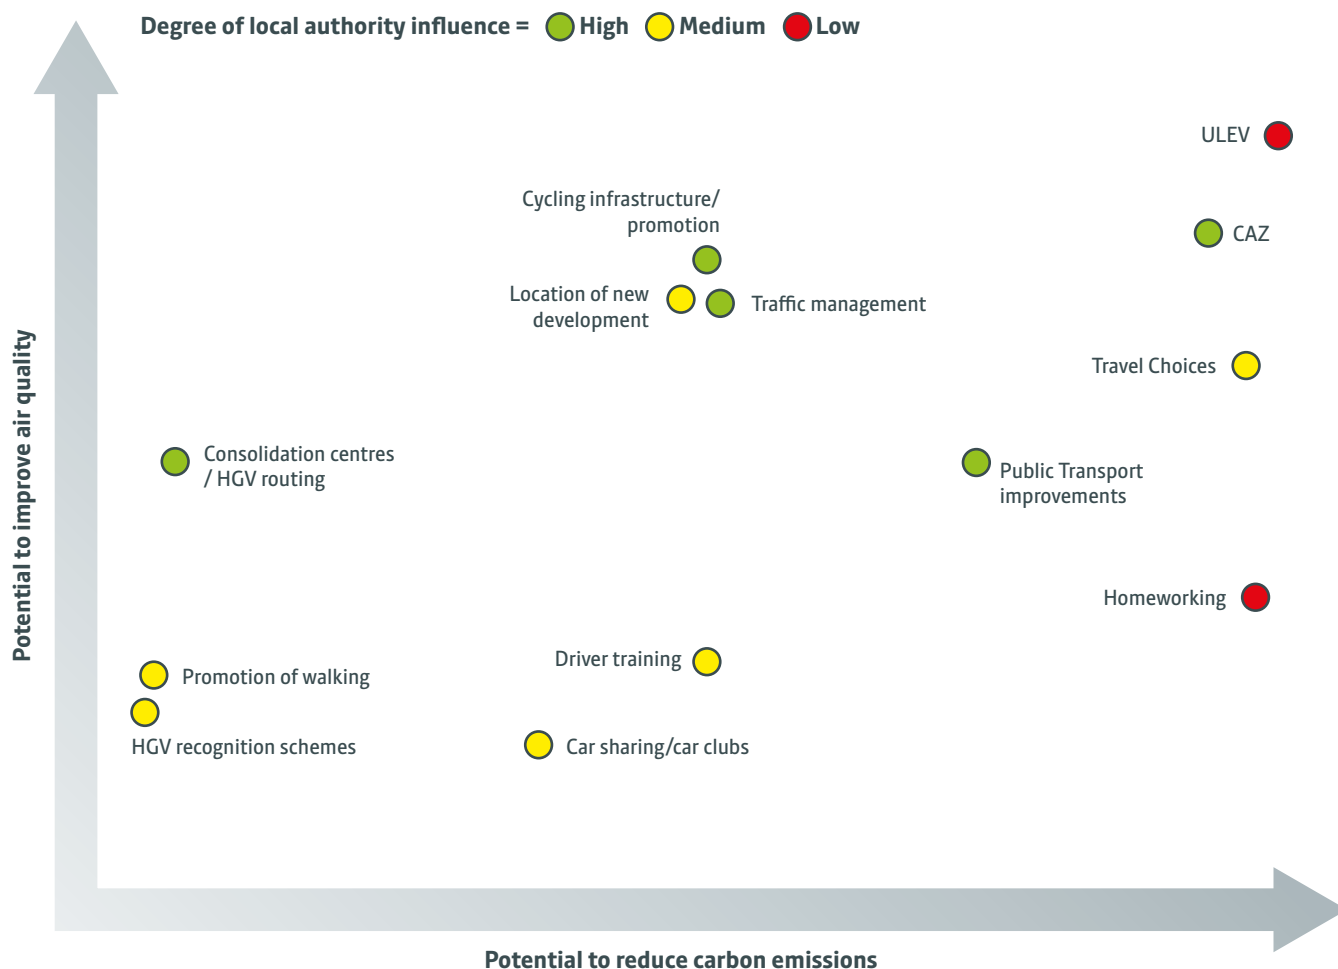 Degree of local authority influence = High Medium Low
ULEV
Cycling infrastructure/
promotion
CAZ
Location of new
development
Traffic management
Travel Choices
Potential to improve air quality
Consolidation centres
/ HGV routing
Public Transport
improvements
Homeworking
Driver training
Promotion of walking
HGV recognition schemes
Car sharing/car clubs
Potential to reduce carbon emissions